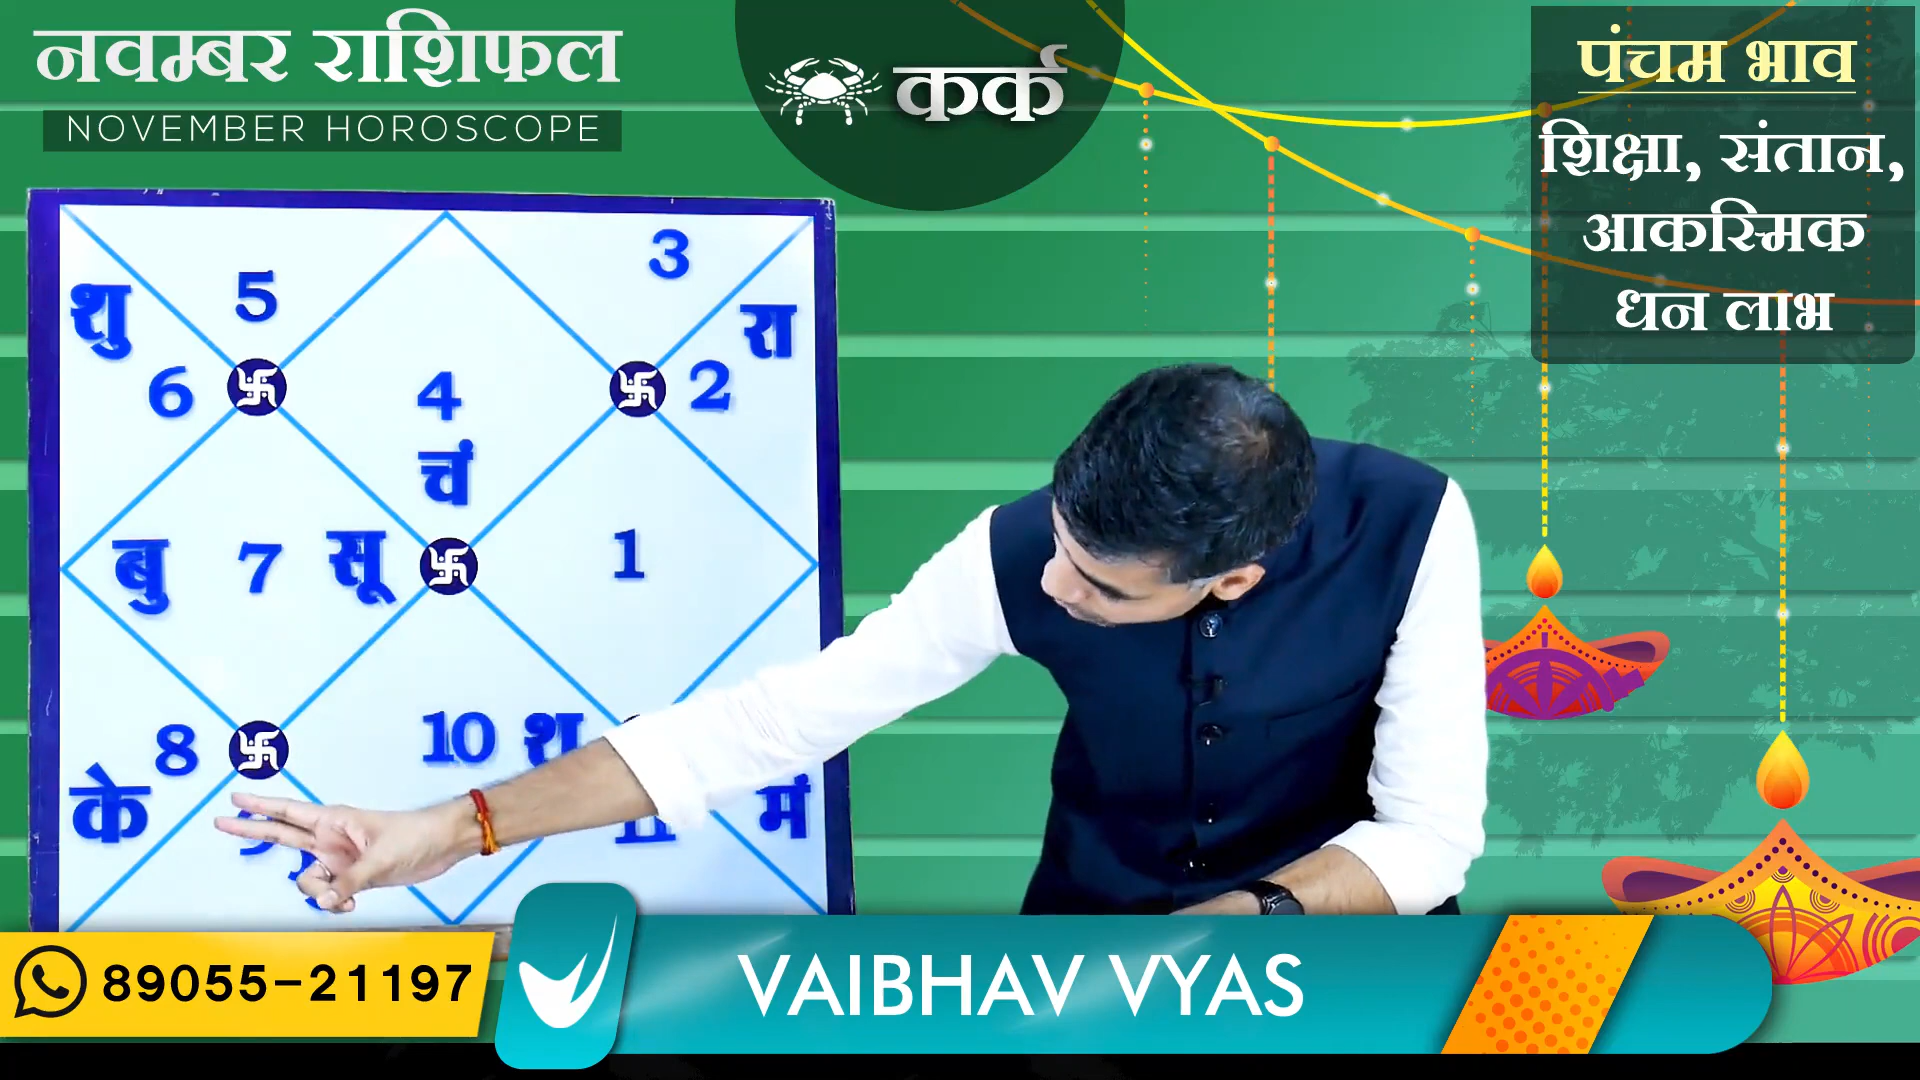 नवम्बर राशिफल
NOVEMBER HOROSCOPE
कर्क
पंचम भाव
शिक्षा, संतान,
आकस्मिक
धन लाभ
3
5
शु
रा
6
4
2
चं
बु 7 सू
1
8
10 श
के
11
मं
89055-21197
VAIBHAV VYAS